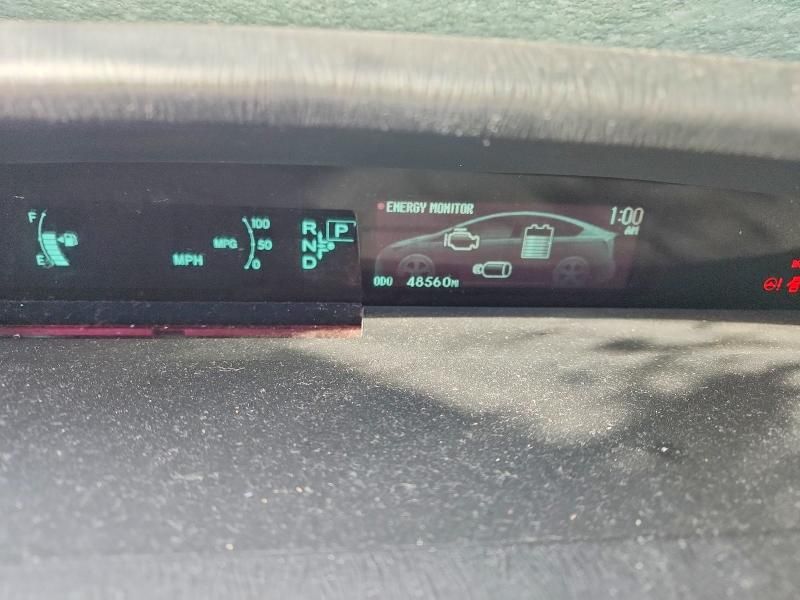 F
E
MPH
MPG
100
50
0
R
N
D
P
ENERGY MONITOR
1:00
AM
ODO 48560MI